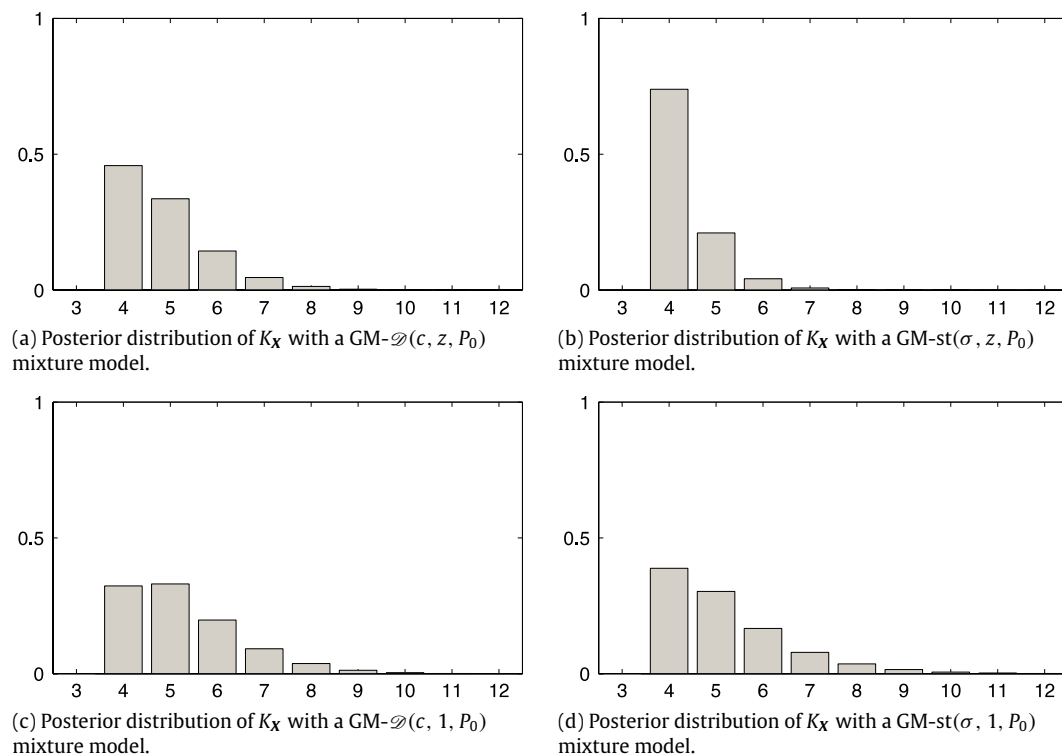 1
1
0.5
0.5
0
0
3 4 5 6 7 8 9 10 11 12
3 4 5 6 7 8 9 10 11 12
(a) Posterior distribution of K_X with a GM-𝒟(c, z, P₀)
mixture model.
(b) Posterior distribution of K_X with a GM-st(σ, z, P₀)
mixture model.
1
1
0.5
0.5
0
0
3 4 5 6 7 8 9 10 11 12
3 4 5 6 7 8 9 10 11 12
(c) Posterior distribution of K_X with a GM-𝒟(c, 1, P₀)
mixture model.
(d) Posterior distribution of K_X with a GM-st(σ, 1, P₀)
mixture model.